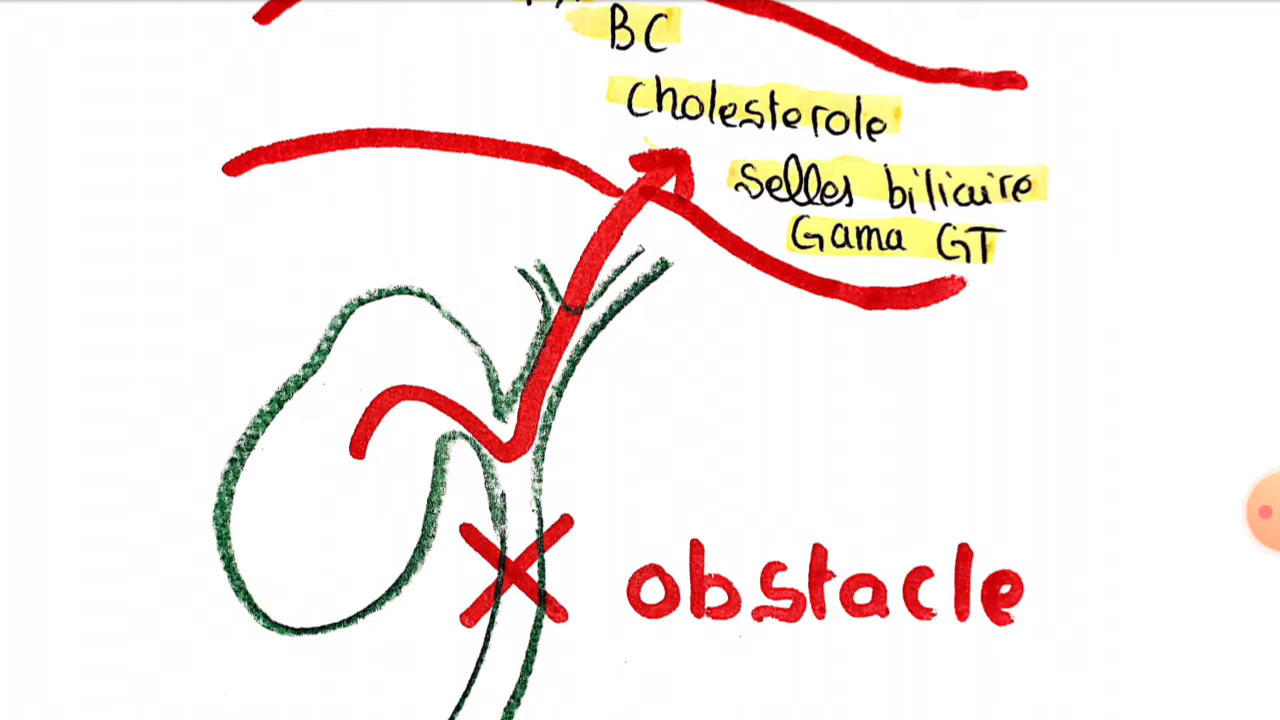 BC
cholesterole
selles biliaire
Gama GT
obstacle